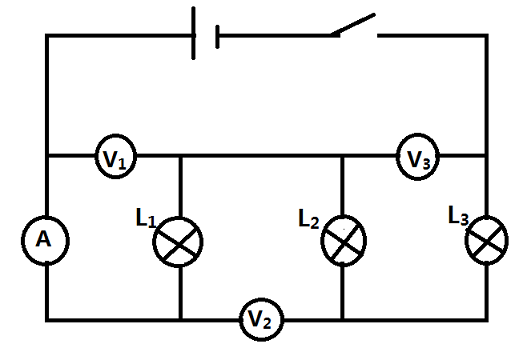 V₁ V₃
L₁ L₂ L₃
A
V₂